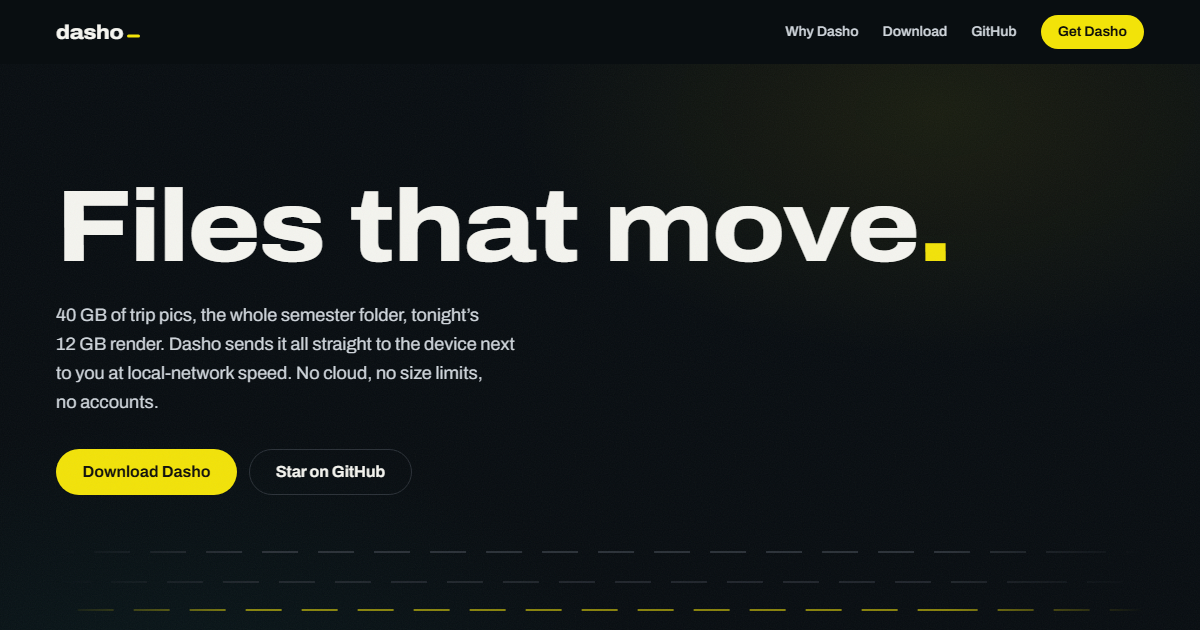 dasho
Why Dasho
Download
GitHub
Get Dasho
Files that move.
40 GB of trip pics, the whole semester folder, tonight’s
12 GB render. Dasho sends it all straight to the device next
to you at local-network speed. No cloud, no size limits,
no accounts.
Download Dasho
Star on GitHub